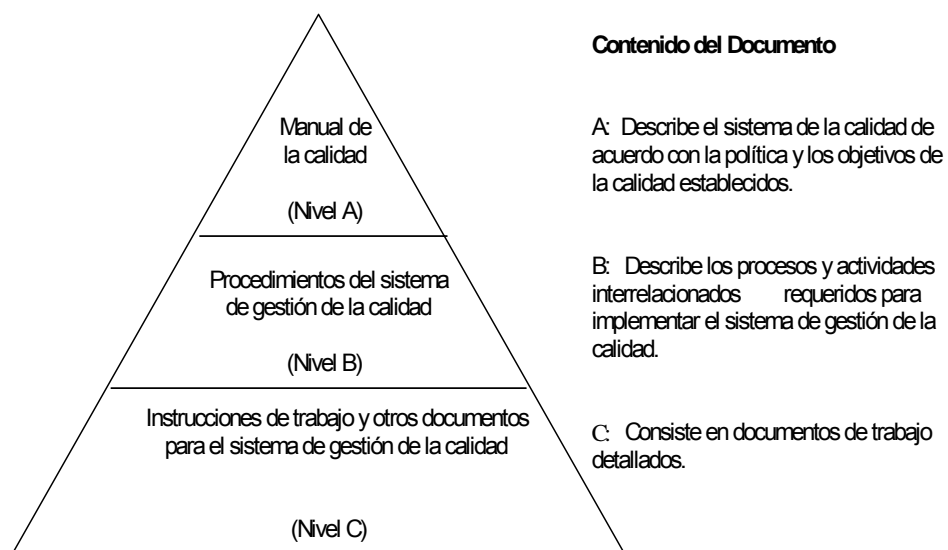 Contenido del Documento
Manual de
la calidad
(Nivel A)
A: Describe el sistema de la calidad de
acuerdo con la política y los objetivos de
la calidad establecidos.
Procedimientos del sistema
de gestión de la calidad
(Nivel B)
B: Describe los procesos y actividades
interrelacionados requeridos para
implementar el sistema de gestión de la
calidad.
Instrucciones de trabajo y otros documentos
para el sistema de gestión de la calidad
(Nivel C)
C: Consiste en documentos de trabajo
detallados.